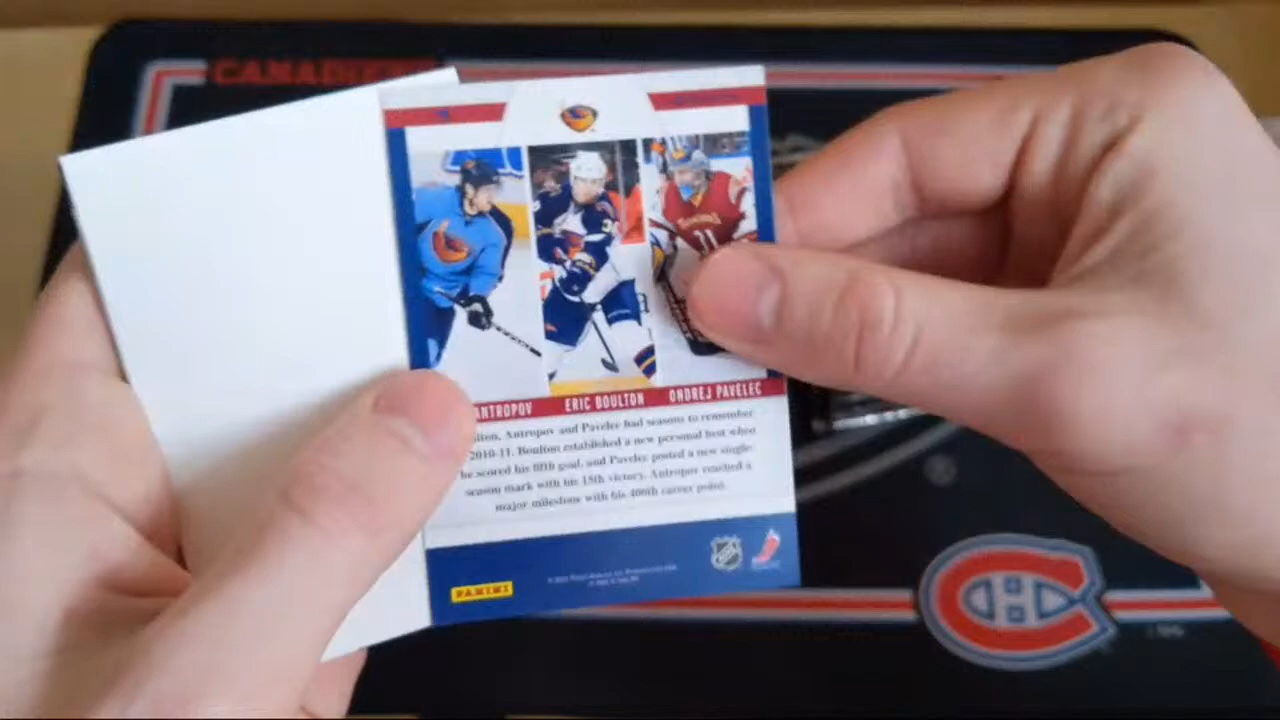 CANADIENS
ANTROPOV ERIC BOULTON ONDREJ PAVELEC
lton, Antropov and Pavelec had seasons to remember
2010-11. Boulton established a new personal best when
he scored his fifth goal, and Pavelec posted a new single-
season mark with his 15th victory. Antropov reached a
major milestone with his 400th career point.
PANINI
NHL